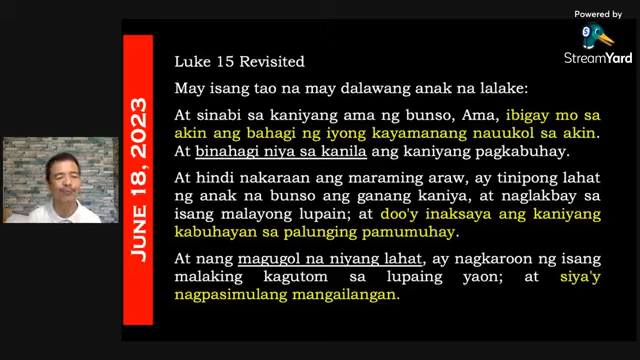 Powered by
StreamYard
JUNE 18, 2023
Luke 15 Revisited
May isang tao na may dalawang anak na lalake:
At sinabi sa kaniyang ama ng bunso, Ama, ibigay mo sa
akin ang bahagi ng iyong kayamanang nauukol sa akin.
At binahagi niya sa kanila ang kaniyang pagkabuhay.
At hindi nakaraan ang maraming araw, ay tinipong lahat
ng anak na bunso ang ganang kaniya, at naglakbay sa
isang malayong lupain; at doo'y inaksaya ang kaniyang
kabuhayan sa palunging pamumuhay.
At nang magugol na niyang lahat, ay nagkaroon ng isang
malaking kagutom sa lupaing yaon; at siya'y
nagpasimulang mangailangan.